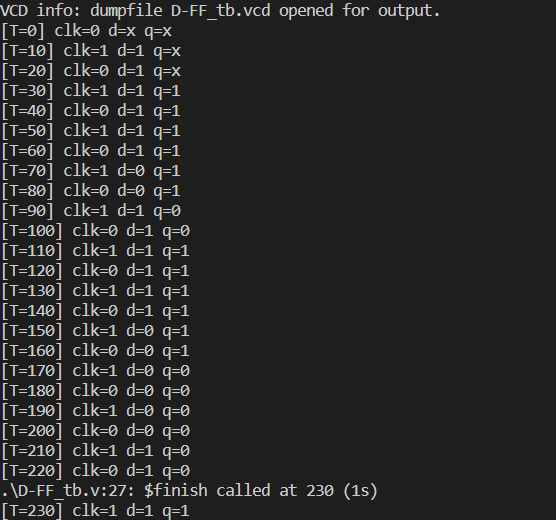 VCD info: dumpfile D-FF_tb.vcd opened for output.
[T=0] clk=0 d=x q=x
[T=10] clk=1 d=1 q=x
[T=20] clk=0 d=1 q=x
[T=30] clk=1 d=1 q=1
[T=40] clk=0 d=1 q=1
[T=50] clk=1 d=1 q=1
[T=60] clk=0 d=1 q=1
[T=70] clk=1 d=0 q=1
[T=80] clk=0 d=0 q=1
[T=90] clk=1 d=1 q=0
[T=100] clk=0 d=1 q=0
[T=110] clk=1 d=1 q=1
[T=120] clk=0 d=1 q=1
[T=130] clk=1 d=1 q=1
[T=140] clk=0 d=1 q=1
[T=150] clk=1 d=0 q=1
[T=160] clk=0 d=0 q=1
[T=170] clk=1 d=0 q=0
[T=180] clk=0 d=0 q=0
[T=190] clk=1 d=0 q=0
[T=200] clk=0 d=0 q=0
[T=210] clk=1 d=1 q=0
[T=220] clk=0 d=1 q=0
.\D-FF_tb.v:27: $finish called at 230 (1s)
[T=230] clk=1 d=1 q=1